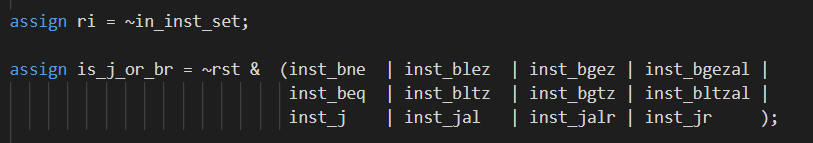 assign ri = ~in_inst_set;
assign is_j_or_br = ~rst &  (inst_bne  | inst_blez  | inst_bgez | inst_bgezal |
                             inst_beq  | inst_bltz  | inst_bgtz | inst_bltzal |
                             inst_j    | inst_jal   | inst_jalr | inst_jr     );